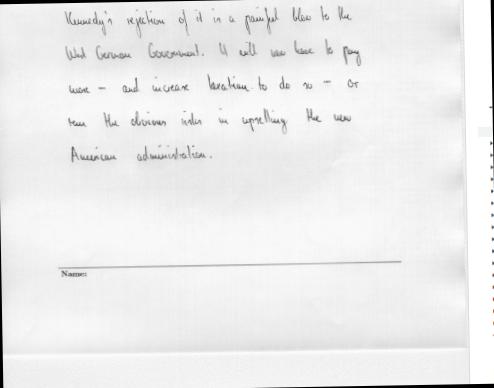 Kennedy's rejection of it is a painful blow to the
West German Government. It will now have to pay
more - and increase taxation to do so - or
run the obvious risks in upsetting the new
American administration.
Name: